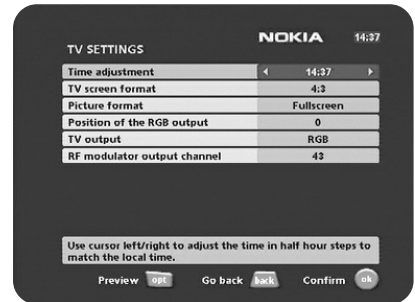 NOKIA 14:37
TV SETTINGS
Time adjustment 14:37
TV screen format 4:3
Picture format Fullscreen
Position of the RGB output 0
TV output RGB
RF modulator output channel 43
Use cursor left/right to adjust the time in half hour steps to
match the local time.
Preview opt Go back back Confirm ok